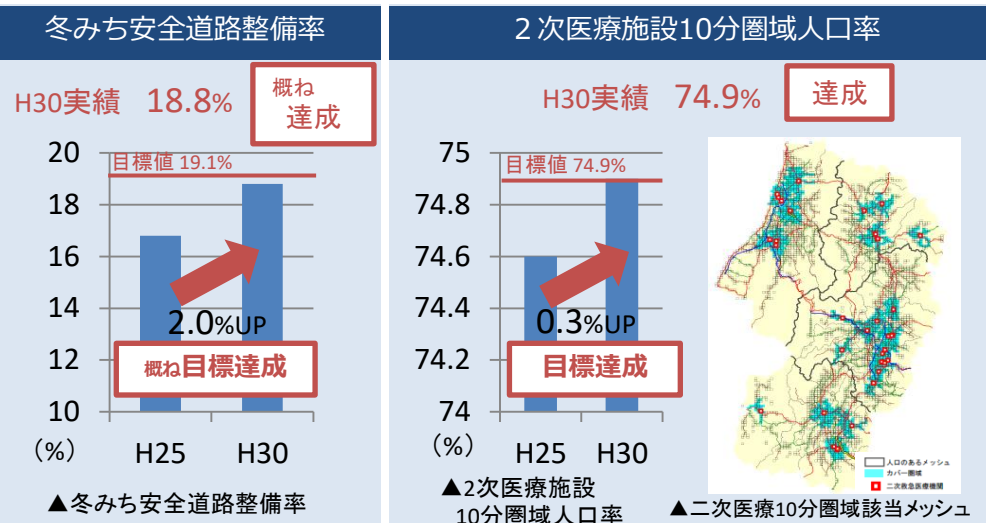 冬みち安全道路整備率
H30実績 18.8%
概ね
達成
20
18
16
14
12
10
(%)
目標値 19.1%
2.0%UP
概ね目標達成
H25 H30
▲冬みち安全道路整備率
2次医療施設10分圏域人口率
H30実績 74.9%
達成
75
74.8
74.6
74.4
74.2
74
(%)
目標値 74.9%
0.3%UP
目標達成
H25 H30
▲2次医療施設
10分圏域人口率
人口のあるメッシュ
カバー圏域
二次救急医療機関
▲二次医療10分圏域該当メッシュ